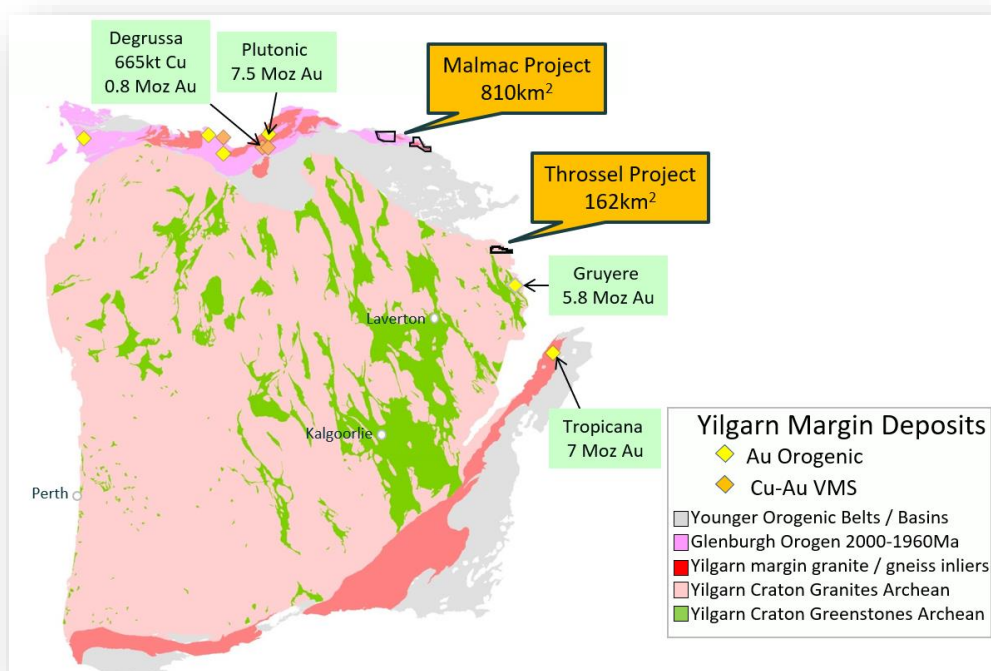 Degrussa
665kt Cu
0.8 Moz Au
Plutonic
7.5 Moz Au
Malmac Project
810km²
Throssel Project
162km²
Gruyere
5.8 Moz Au
Laverton
Tropicana
7 Moz Au
Kalgoorlie
Perth
Yilgarn Margin Deposits
Au Orogenic
Cu-Au VMS
Younger Orogenic Belts / Basins
Glenburgh Orogen 2000-1960Ma
Yilgarn margin granite / gneiss inliers
Yilgarn Craton Granites Archean
Yilgarn Craton Greenstones Archean